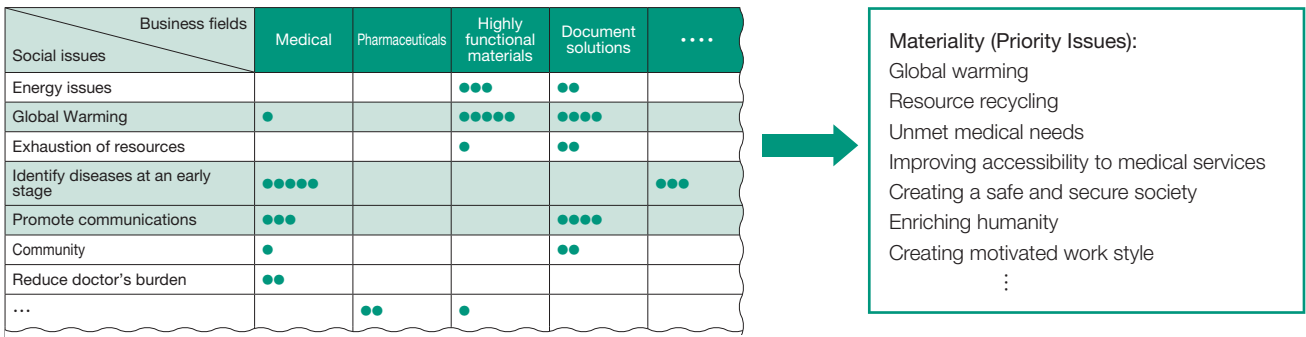 Business fields
Social issues
Medical
Pharmaceuticals
Highly
functional
materials
Document
solutions
····
Energy issues
●●● ●●
Global Warming
● ●●●●● ●●●●
Exhaustion of resources
● ●●
Identify diseases at an early
stage
●●●●● ●●●
Promote communications
●●● ●●●●
Community
● ●●
Reduce doctor's burden
●●
…
●● ●
Materiality (Priority Issues):
Global warming
Resource recycling
Unmet medical needs
Improving accessibility to medical services
Creating a safe and secure society
Enriching humanity
Creating motivated work style
⋮